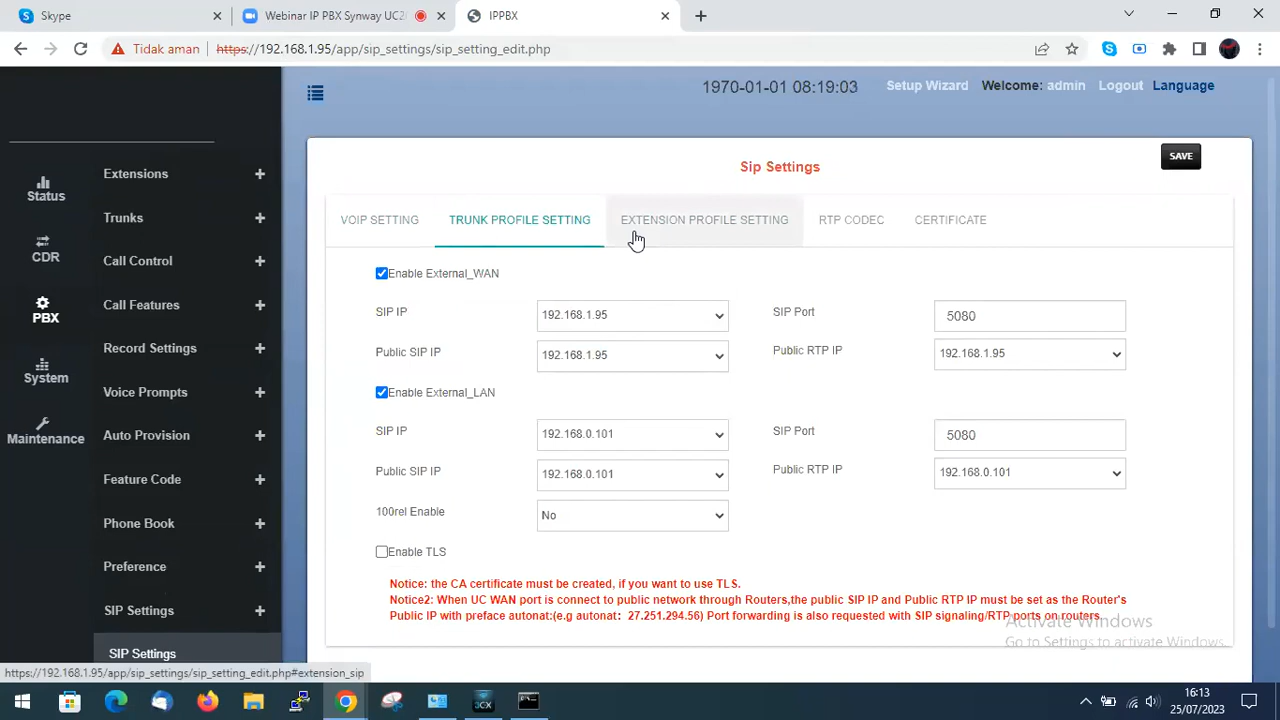 Skype
Webinar IP PBX Synway UC2
IPPBX
Tidak aman
https://192.168.1.95/app/sip_settings/sip_setting_edit.php
1970-01-01 08:19:03
Setup Wizard
Welcome: admin
Logout
Language
Status
CDR
PBX
System
Maintenance
Extensions +
Trunks +
Call Control +
Call Features +
Record Settings +
Voice Prompts +
Auto Provision +
Feature Code +
Phone Book +
Preference +
SIP Settings +
SIP Settings
Sip Settings
SAVE
VOIP SETTING
TRUNK PROFILE SETTING
EXTENSION PROFILE SETTING
RTP CODEC
CERTIFICATE
Enable External_WAN
SIP IP 192.168.1.95 SIP Port 5080
Public SIP IP 192.168.1.95 Public RTP IP 192.168.1.95
Enable External_LAN
SIP IP 192.168.0.101 SIP Port 5080
Public SIP IP 192.168.0.101 Public RTP IP 192.168.0.101
100rel Enable No
Enable TLS
Notice: the CA certificate must be created, if you want to use TLS.
Notice2: When UC WAN port is connect to public network through Routers,the public SIP IP and Public RTP IP must be set as the Router's
Public IP with preface autonat:(e.g autonat: 27.251.294.56) Port forwarding is also requested with SIP signaling/RTP ports on routers.
Activate Windows
Go to Settings to activate Windows.
https://192.168.1.95/app/sip_settings/sip_setting_edit.php#extension_sip
3CX
16:13
25/07/2023